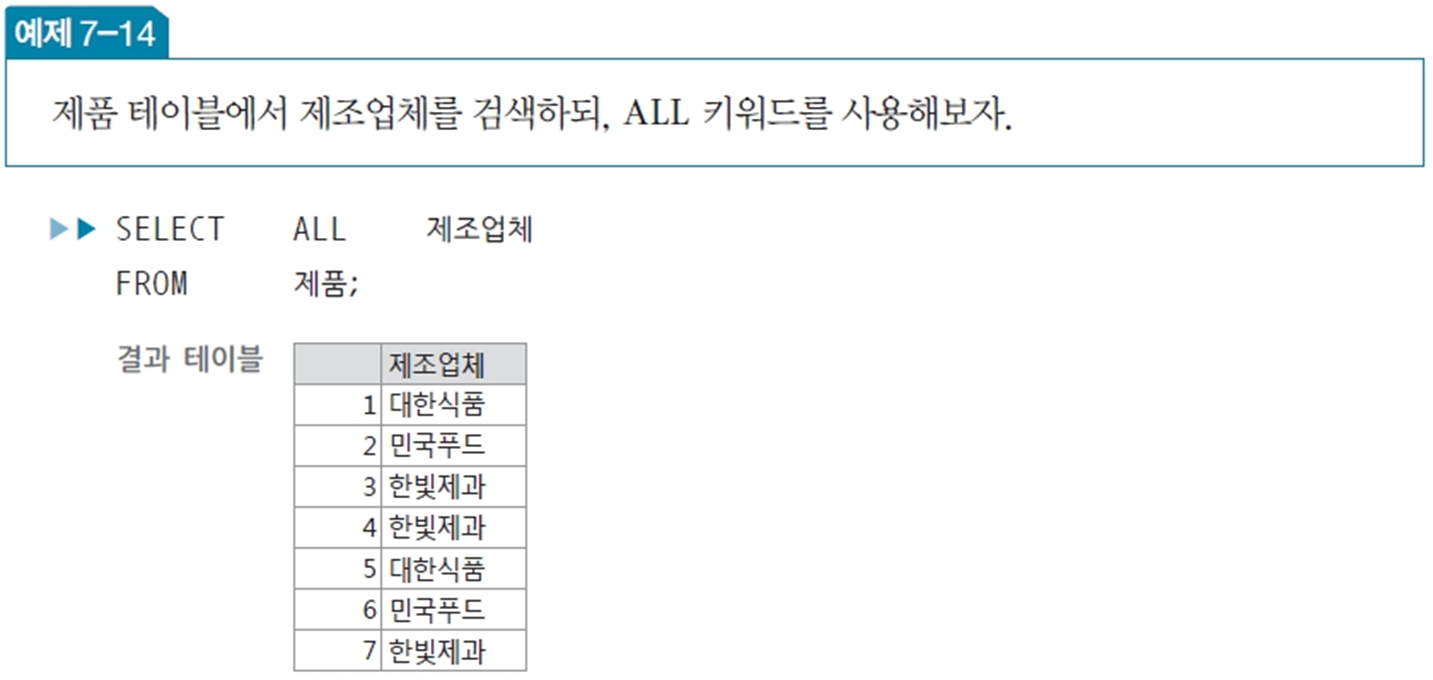 예제 7-14
제품 테이블에서 제조업체를 검색하되, ALL 키워드를 사용해보자.
▶▶ SELECT ALL 제조업체
FROM 제품;
결과 테이블
제조업체
1 대한식품
2 민국푸드
3 한빛제과
4 한빛제과
5 대한식품
6 민국푸드
7 한빛제과